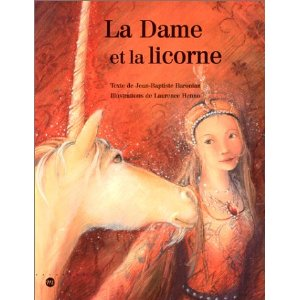 La Dame
et la licorne
Texte de Jean-Baptiste Baronian
Illustrations de Laurence Henno